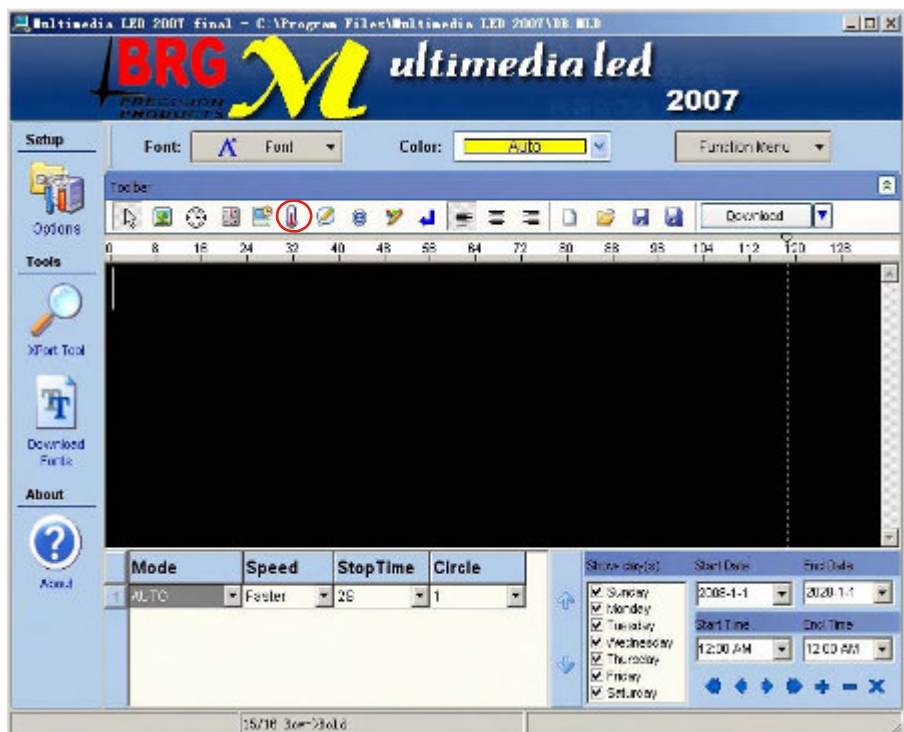 Multimedia LED 2007 final - C:\Program Files\Multimedia LED 2007\DB.MLD
BRG
PRECISION
PRODUCTS
Multimedia led
2007
Setup
Options
Tools
XPort Tool
Download
Fonts
About
About
Font: Font
Color: Auto
Function Menu
Toolbar
Download
0 8 16 24 32 40 48 56 64 72 80 88 96 104 112 120 128
Mode Speed StopTime Circle
1 AUTO Faster 1
Show day(s)
Sunday
Monday
Tuesday
Wednesday
Thursday
Friday
Saturday
Start Date End Date
2008-1-1 2020-1-1
Start Time End Time
12:00 AM 12:00 AM